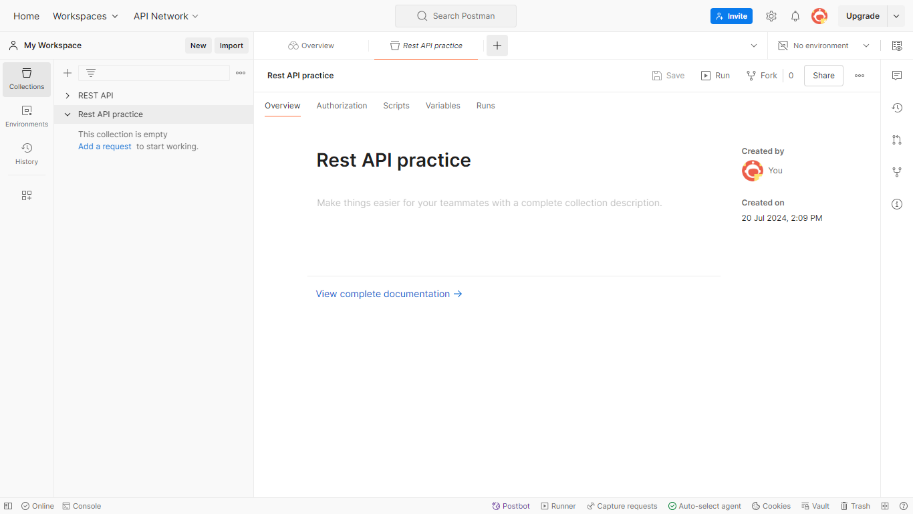 Home Workspaces API Network Search Postman Invite Upgrade
My Workspace New Import Overview Rest API practice No environment
Collections
Environments
History
REST API
Rest API practice
This collection is empty
Add a request to start working.
Rest API practice Save Run Fork 0 Share
Overview Authorization Scripts Variables Runs
Rest API practice
Make things easier for your teammates with a complete collection description.
View complete documentation →
Created by
You
Created on
20 Jul 2024, 2:09 PM
Online Console Postbot Runner Capture requests Auto-select agent Cookies Vault Trash